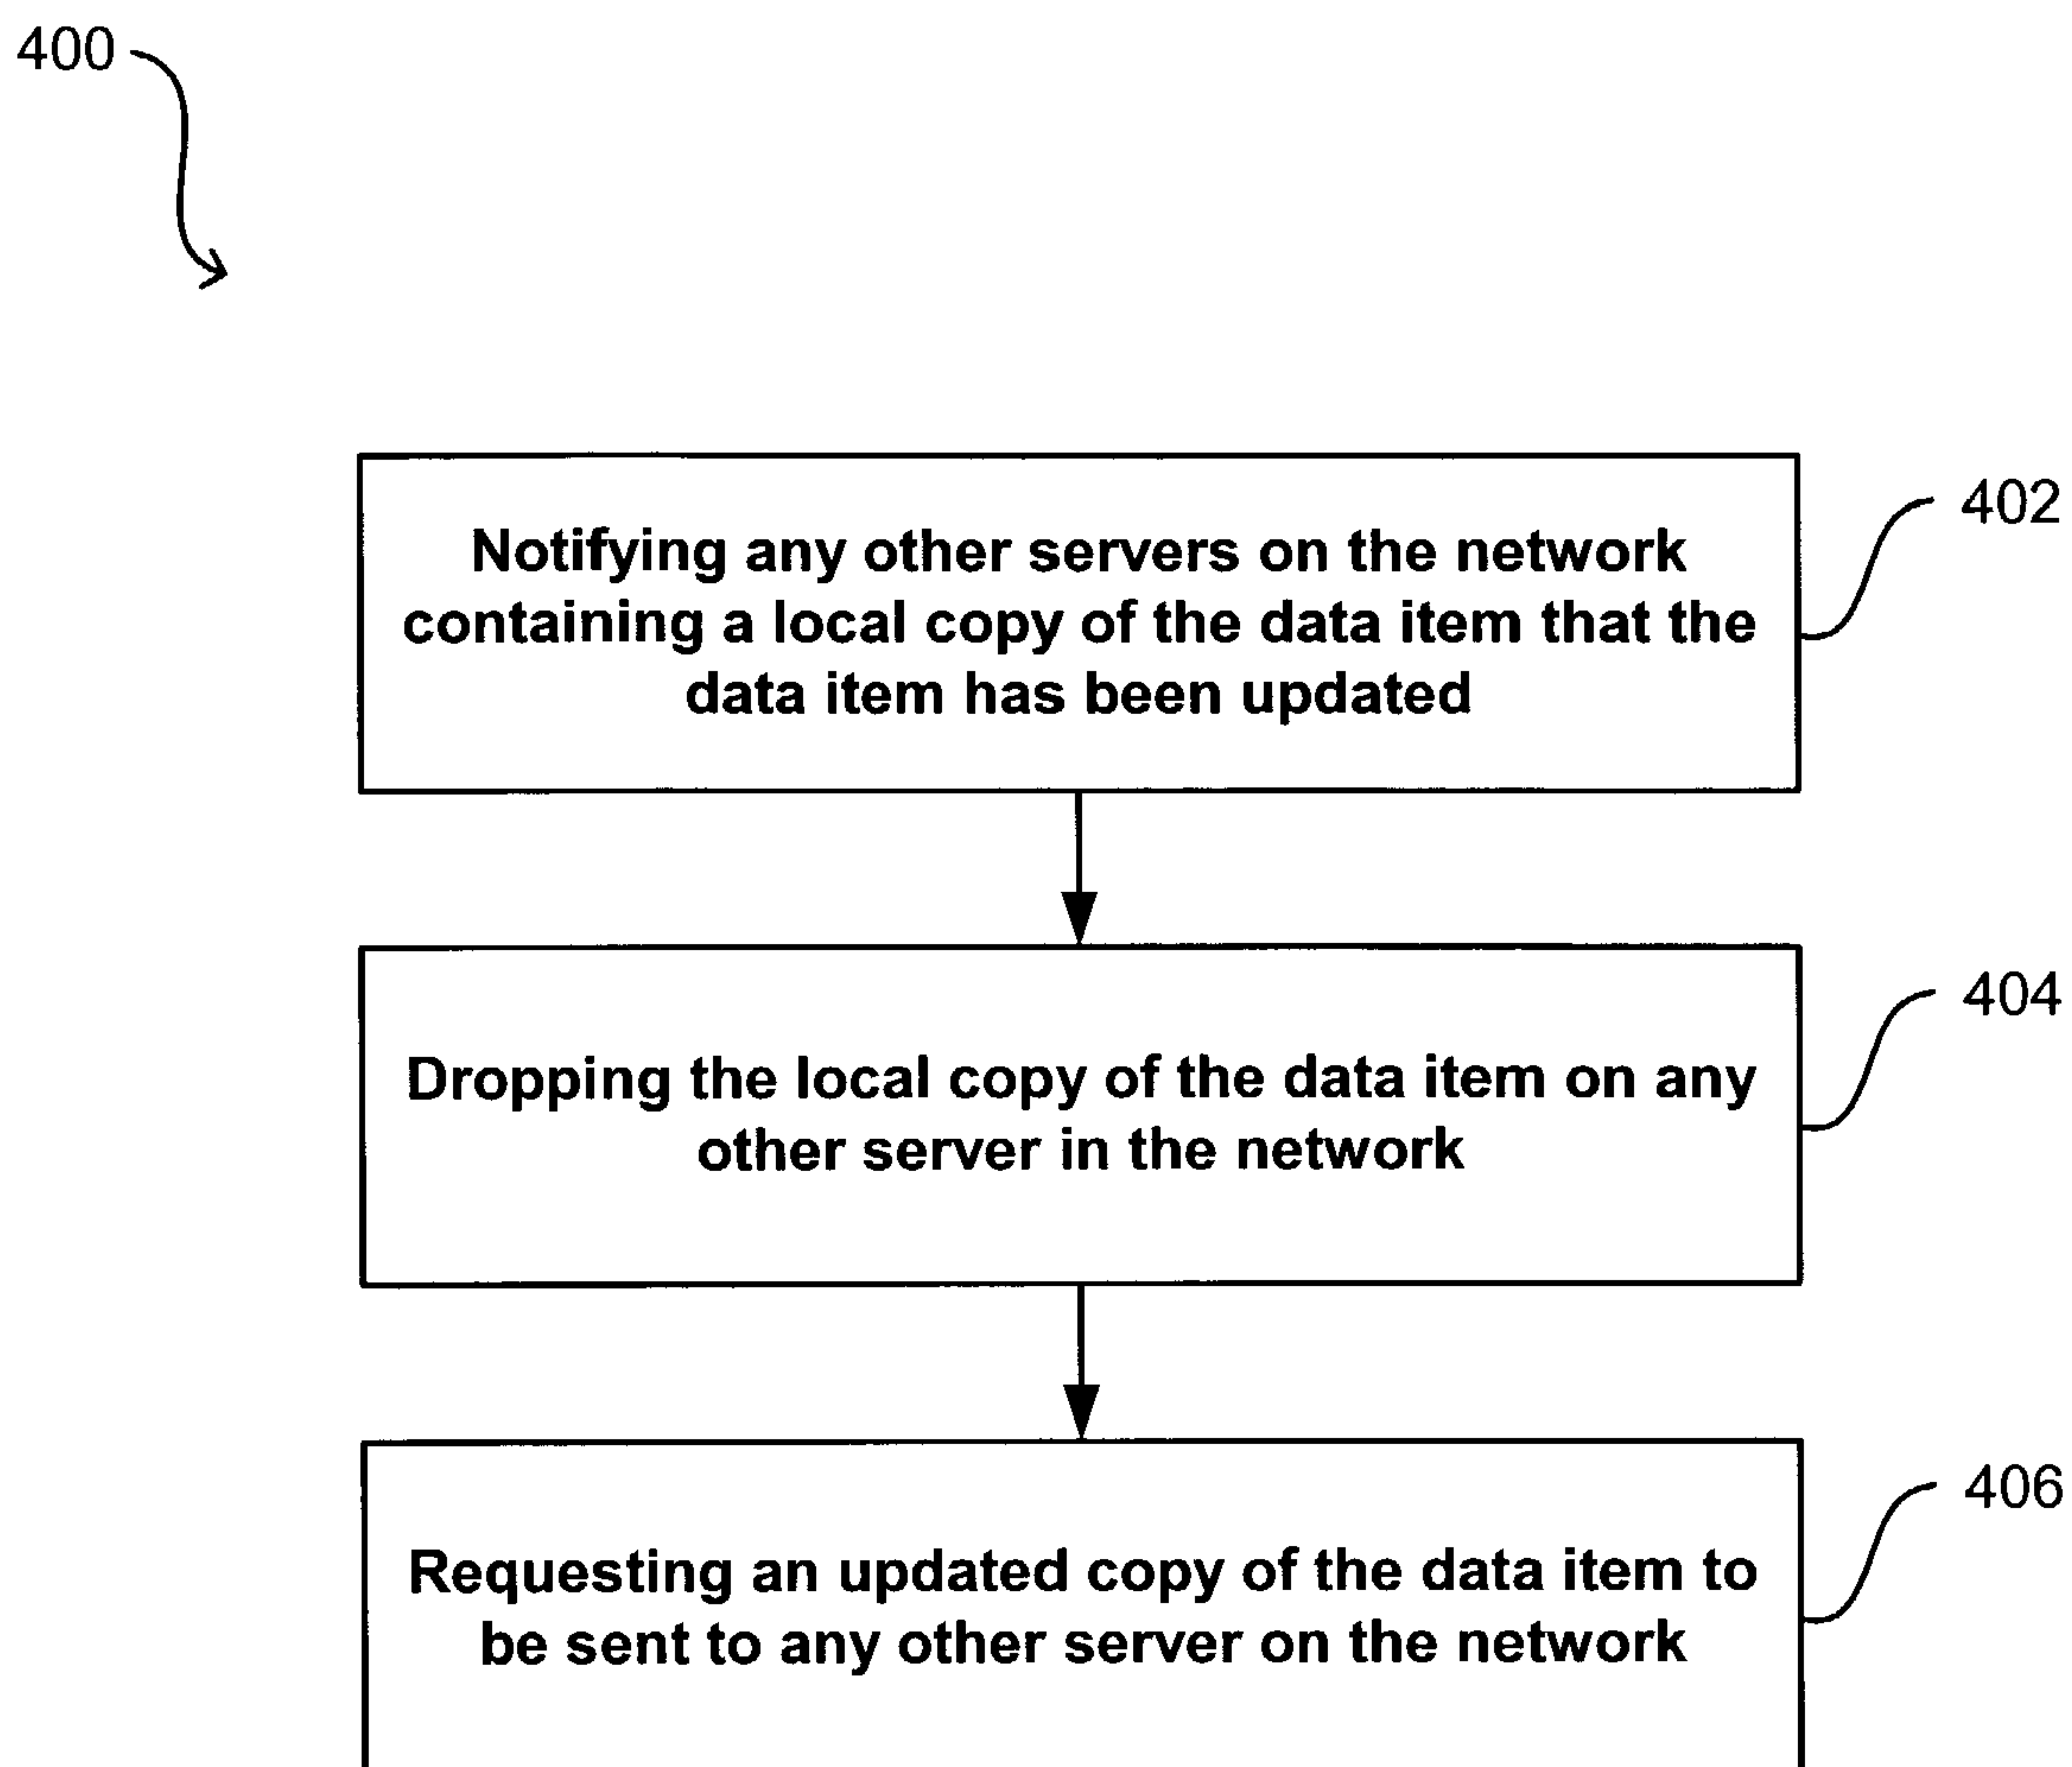 400
402
Notifying any other servers on the network
containing a local copy of the data item that the
data item has been updated
404
Dropping the local copy of the data item on any
other server in the network
406
Requesting an updated copy of the data item to
be sent to any other server on the network